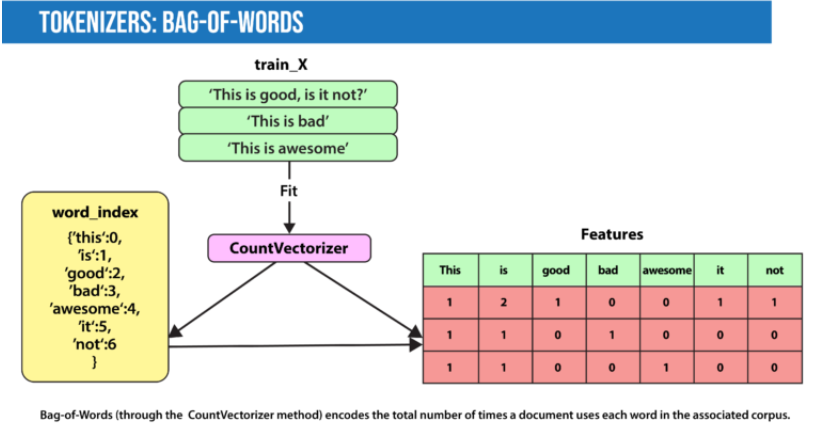 TOKENIZERS: BAG-OF-WORDS
train_X
'This is good, is it not?'
'This is bad'
'This is awesome'
Fit
CountVectorizer
word_index
{'this':0,
'is':1,
'good':2,
'bad':3,
'awesome':4,
'it':5,
'not':6
}
Features
This is good bad awesome it not
1 2 1 0 0 1 1
1 1 0 1 0 0 0
1 1 0 0 1 0 0
Bag-of-Words (through the CountVectorizer method) encodes the total number of times a document uses each word in the associated corpus.